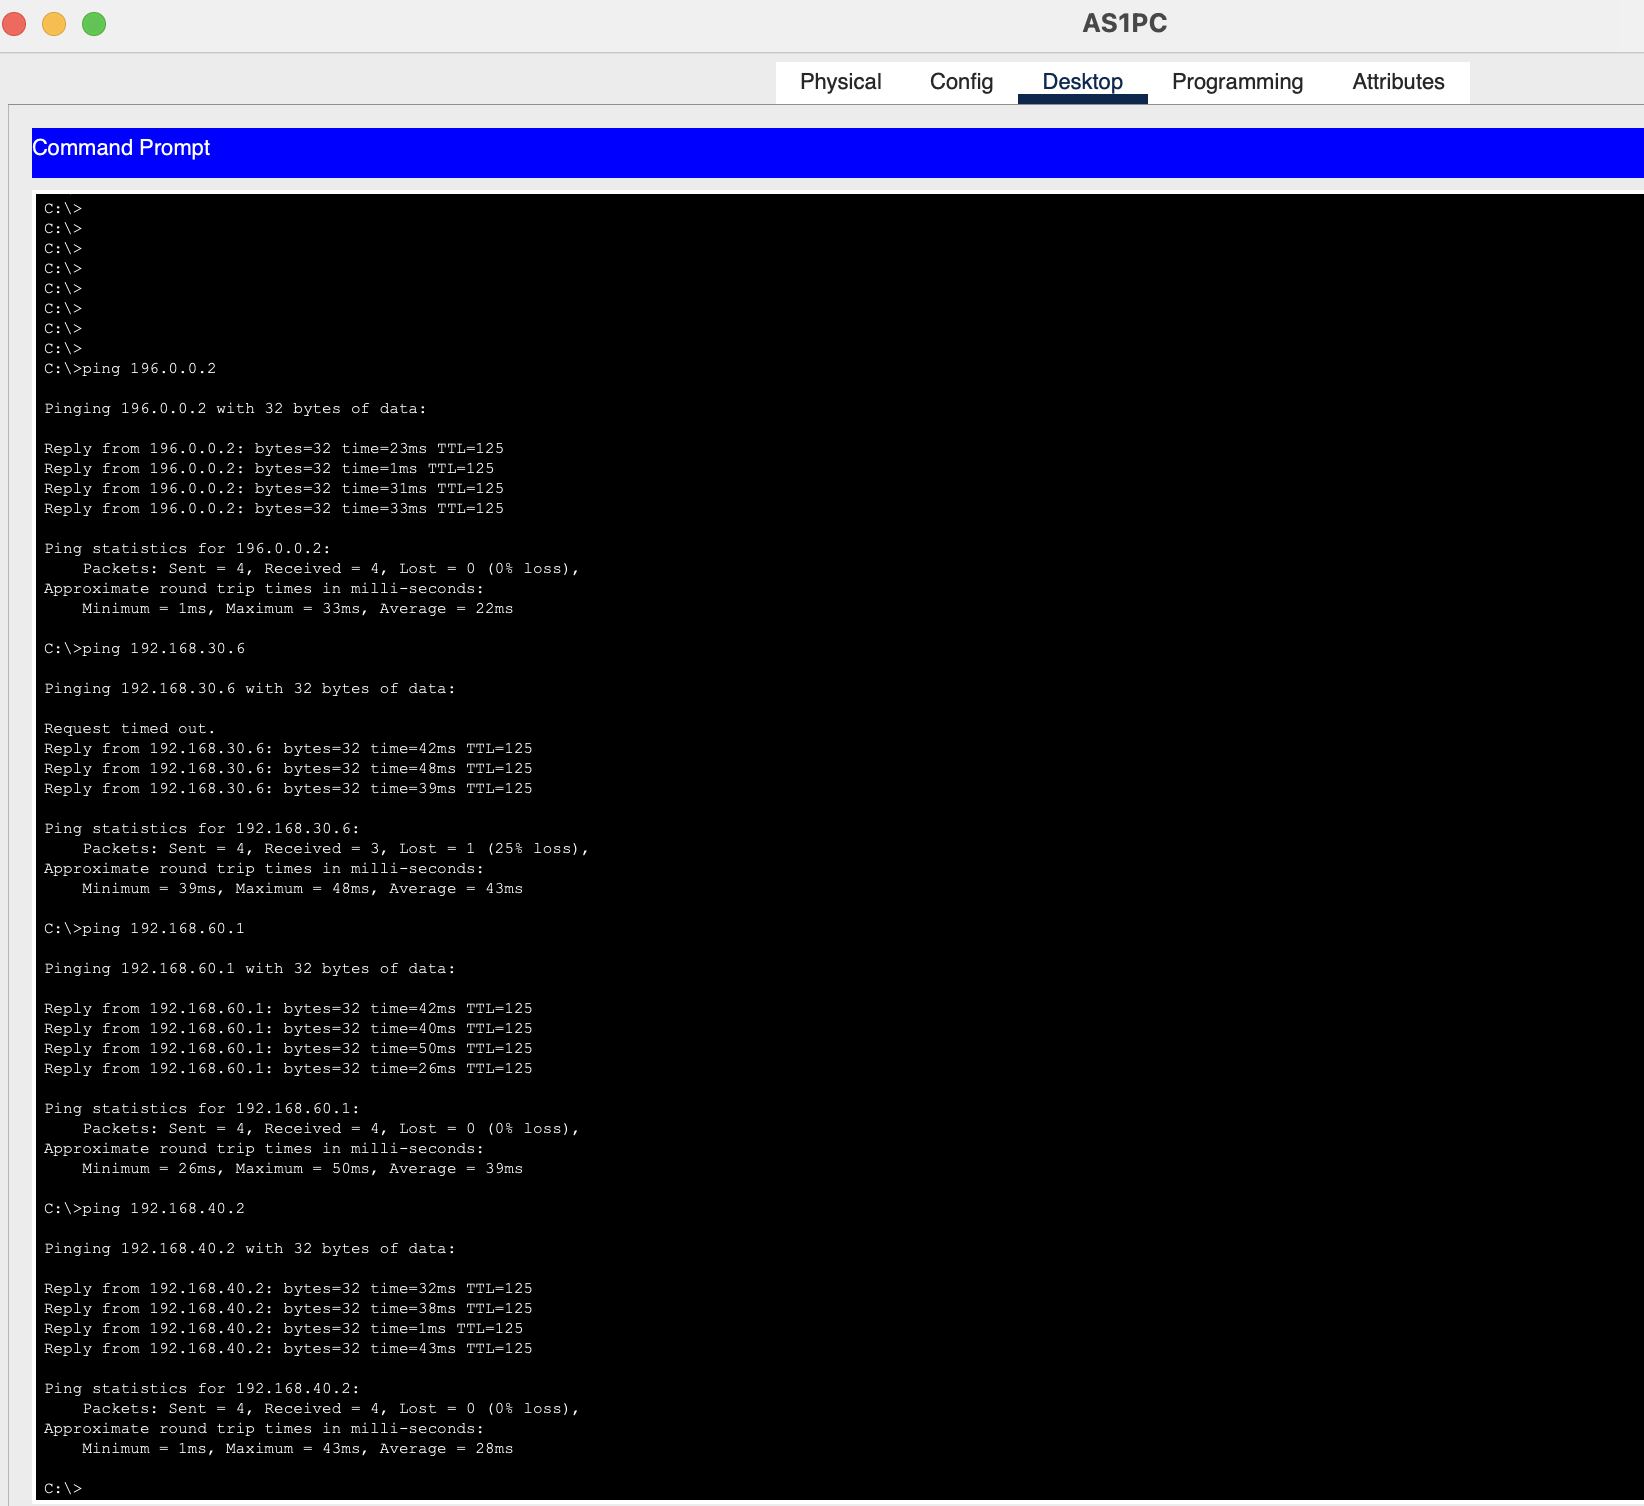 AS1PC
Physical Config Desktop Programming Attributes
Command Prompt
C:\>
C:\>
C:\>
C:\>
C:\>
C:\>
C:\>
C:\>
C:\>ping 196.0.0.2
Pinging 196.0.0.2 with 32 bytes of data:
Reply from 196.0.0.2: bytes=32 time=23ms TTL=125
Reply from 196.0.0.2: bytes=32 time=1ms TTL=125
Reply from 196.0.0.2: bytes=32 time=31ms TTL=125
Reply from 196.0.0.2: bytes=32 time=33ms TTL=125
Ping statistics for 196.0.0.2:
    Packets: Sent = 4, Received = 4, Lost = 0 (0% loss),
Approximate round trip times in milli-seconds:
    Minimum = 1ms, Maximum = 33ms, Average = 22ms
C:\>ping 192.168.30.6
Pinging 192.168.30.6 with 32 bytes of data:
Request timed out.
Reply from 192.168.30.6: bytes=32 time=42ms TTL=125
Reply from 192.168.30.6: bytes=32 time=48ms TTL=125
Reply from 192.168.30.6: bytes=32 time=39ms TTL=125
Ping statistics for 192.168.30.6:
    Packets: Sent = 4, Received = 3, Lost = 1 (25% loss),
Approximate round trip times in milli-seconds:
    Minimum = 39ms, Maximum = 48ms, Average = 43ms
C:\>ping 192.168.60.1
Pinging 192.168.60.1 with 32 bytes of data:
Reply from 192.168.60.1: bytes=32 time=42ms TTL=125
Reply from 192.168.60.1: bytes=32 time=40ms TTL=125
Reply from 192.168.60.1: bytes=32 time=50ms TTL=125
Reply from 192.168.60.1: bytes=32 time=26ms TTL=125
Ping statistics for 192.168.60.1:
    Packets: Sent = 4, Received = 4, Lost = 0 (0% loss),
Approximate round trip times in milli-seconds:
    Minimum = 26ms, Maximum = 50ms, Average = 39ms
C:\>ping 192.168.40.2
Pinging 192.168.40.2 with 32 bytes of data:
Reply from 192.168.40.2: bytes=32 time=32ms TTL=125
Reply from 192.168.40.2: bytes=32 time=38ms TTL=125
Reply from 192.168.40.2: bytes=32 time=1ms TTL=125
Reply from 192.168.40.2: bytes=32 time=43ms TTL=125
Ping statistics for 192.168.40.2:
    Packets: Sent = 4, Received = 4, Lost = 0 (0% loss),
Approximate round trip times in milli-seconds:
    Minimum = 1ms, Maximum = 43ms, Average = 28ms
C:\>